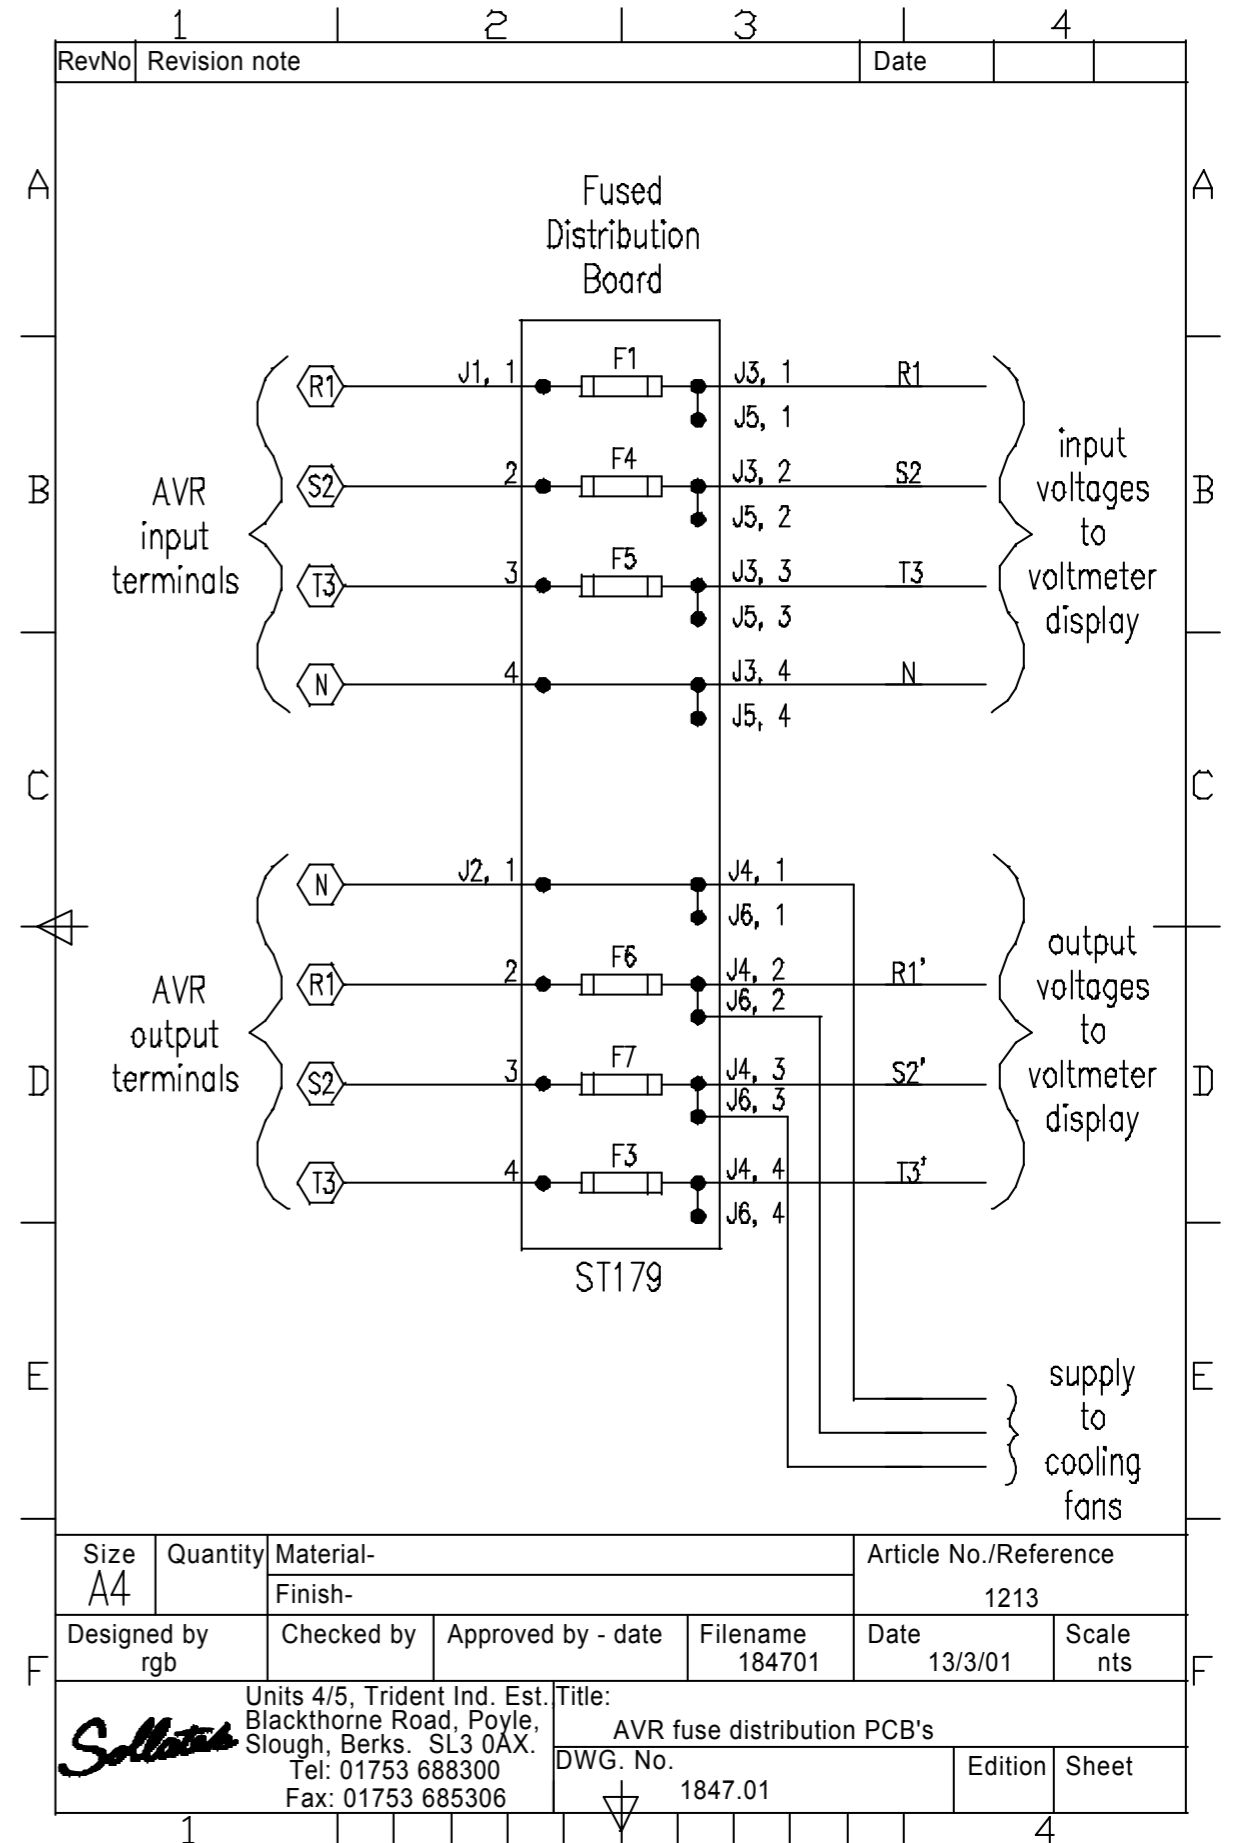 1 2 3 4
RevNo Revision note Date
A A
Fused
Distribution
Board
R1 J1, 1 F1 J3, 1 R1
J5, 1
S2 2 F4 J3, 2 S2
J5, 2
T3 3 F5 J3, 3 T3
J5, 3
N 4 J3, 4 N
J5, 4
B B
AVR
input
terminals
input
voltages
to
voltmeter
display
C C
N J2, 1 J4, 1
J6, 1
R1 2 F6 J4, 2 R1'
J6, 2
S2 3 F7 J4, 3 S2'
J6, 3
T3 4 F3 J4, 4 T3'
J6, 4
AVR
output
terminals
output
voltages
to
voltmeter
display
D D
ST179
E E
supply
to
cooling
fans
Size Quantity Material- Article No./Reference
A4 Finish- 1213
Designed by Checked by Approved by - date Filename Date Scale
rgb 184701 13/3/01 nts
F F
Sollatek
Units 4/5, Trident Ind. Est.,
Blackthorne Road, Poyle,
Slough, Berks. SL3 0AX.
Tel: 01753 688300
Fax: 01753 685306
Title:
AVR fuse distribution PCB's
DWG. No. Edition Sheet
1847.01
1 4